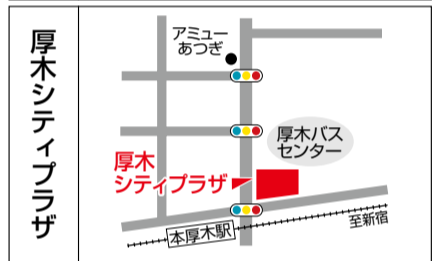 厚木シティプラザ
アミュー
あつぎ
厚木バス
センター
厚木
シティプラザ
本厚木駅
至新宿